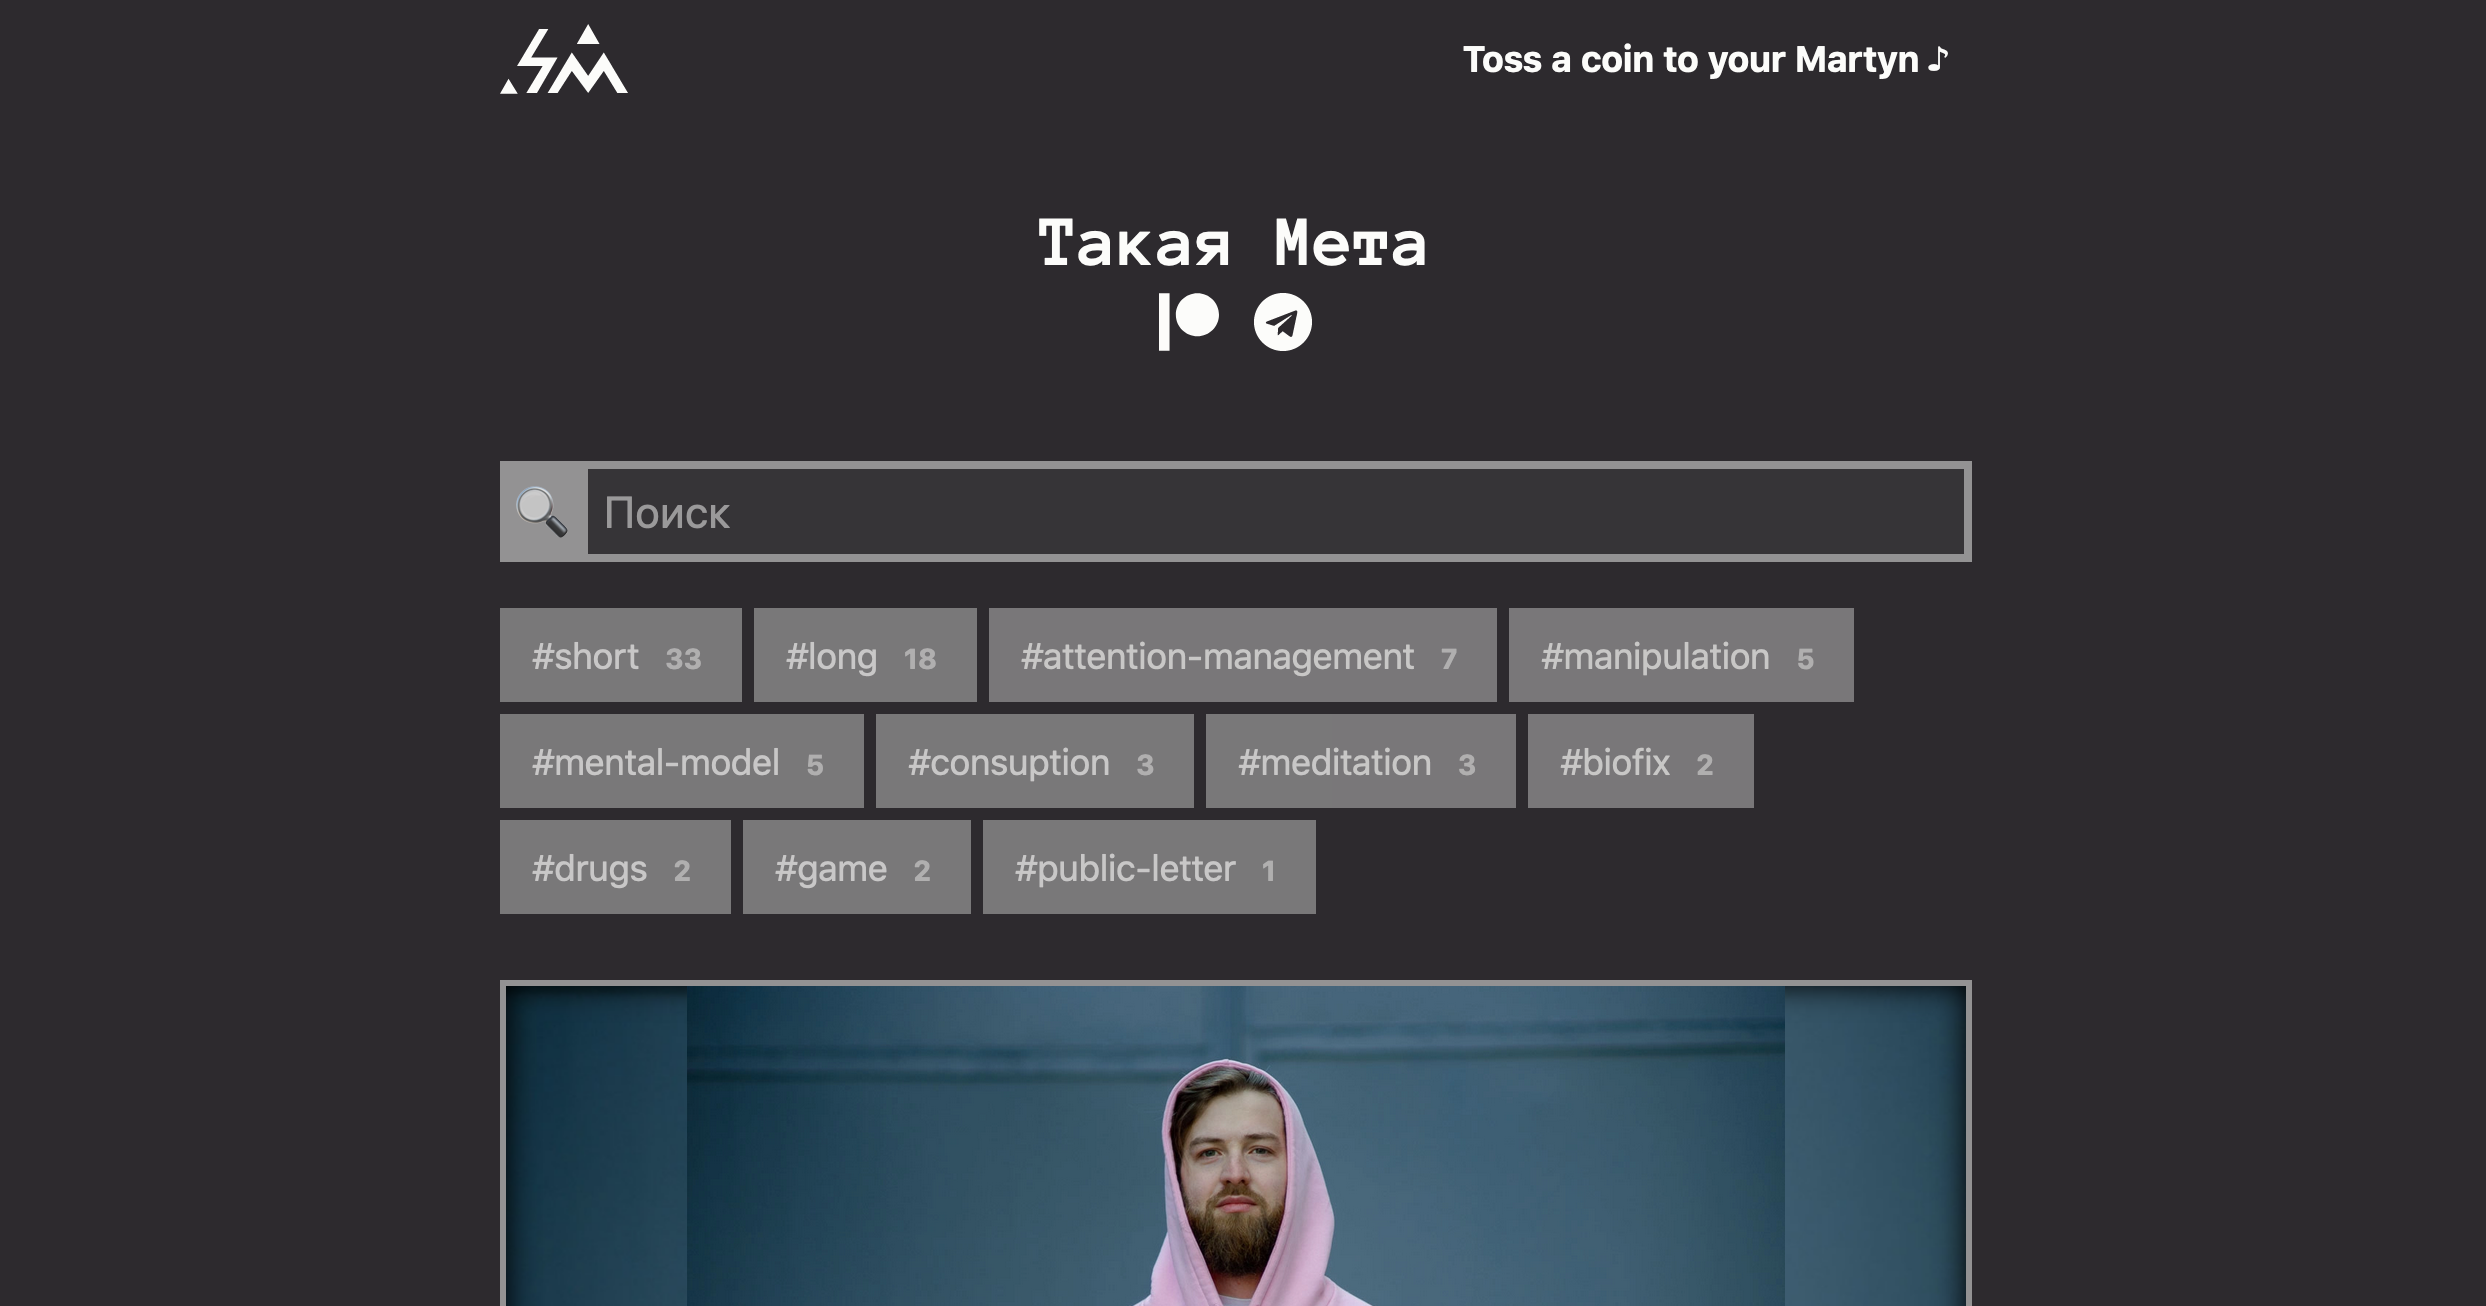 SM
Toss a coin to your Martyn ♪
Такая Мета
Поиск
#short 33 #long 18 #attention-management 7 #manipulation 5
#mental-model 5 #consuption 3 #meditation 3 #biofix 2
#drugs 2 #game 2 #public-letter 1